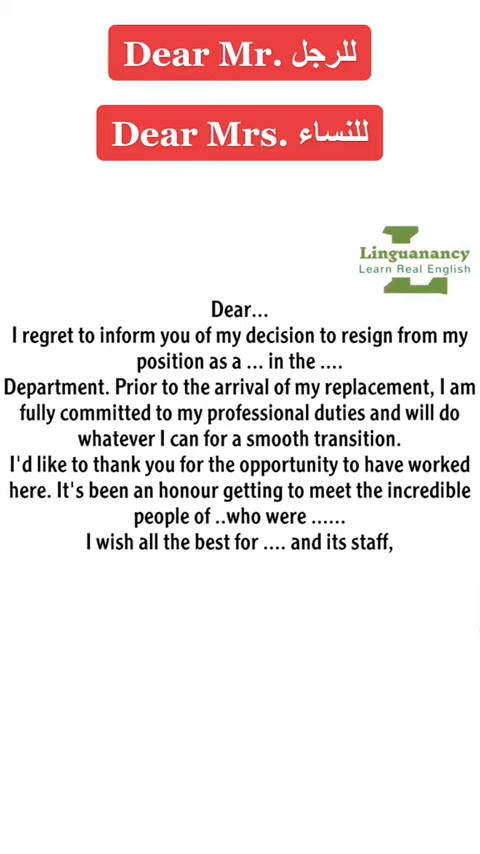 Dear Mr. للرجل
Dear Mrs. للنساء
Linguanancy
Learn Real English
Dear...
I regret to inform you of my decision to resign from my
position as a ... in the ....
Department. Prior to the arrival of my replacement, I am
fully committed to my professional duties and will do
whatever I can for a smooth transition.
I'd like to thank you for the opportunity to have worked
here. It's been an honour getting to meet the incredible
people of ..who were ......
I wish all the best for .... and its staff,